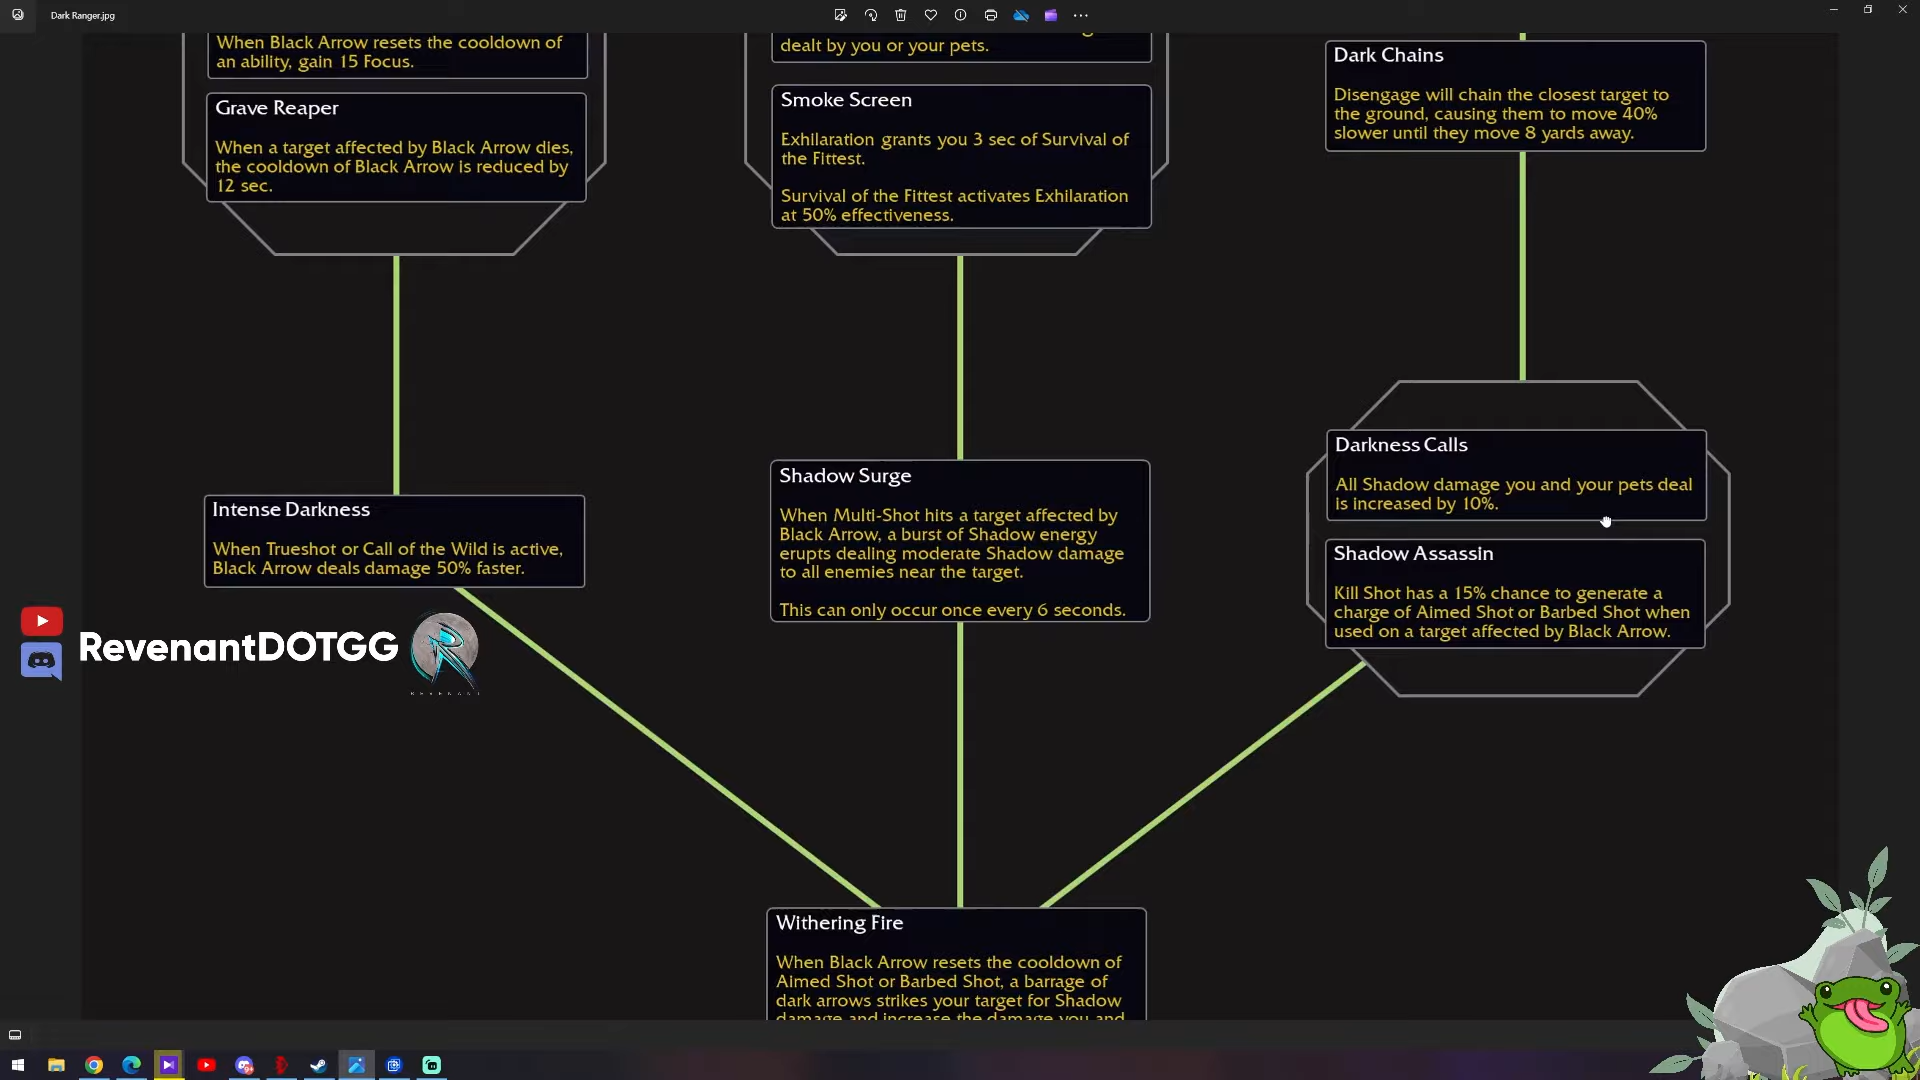 Dark Ranger.jpg
When Black Arrow resets the cooldown of
an ability, gain 15 Focus.
Grave Reaper
When a target affected by Black Arrow dies,
the cooldown of Black Arrow is reduced by
12 sec.
dealt by you or your pets.
Smoke Screen
Exhilaration grants you 3 sec of Survival of
the Fittest.
Survival of the Fittest activates Exhilaration
at 50% effectiveness.
Dark Chains
Disengage will chain the closest target to
the ground, causing them to move 40%
slower until they move 8 yards away.
Intense Darkness
When Trueshot or Call of the Wild is active,
Black Arrow deals damage 50% faster.
Shadow Surge
When Multi-Shot hits a target affected by
Black Arrow, a burst of Shadow energy
erupts dealing moderate Shadow damage
to all enemies near the target.
This can only occur once every 6 seconds.
Darkness Calls
All Shadow damage you and your pets deal
is increased by 10%.
Shadow Assassin
Kill Shot has a 15% chance to generate a
charge of Aimed Shot or Barbed Shot when
used on a target affected by Black Arrow.
RevenantDOTGG
REVENANT
Withering Fire
When Black Arrow resets the cooldown of
Aimed Shot or Barbed Shot, a barrage of
dark arrows strikes your target for Shadow
damage and increase the damage you and